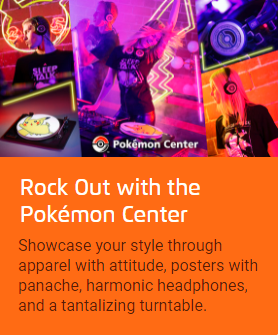 SLEEP
TALK
Pokémon Center
Rock Out with the
Pokémon Center
Showcase your style through
apparel with attitude, posters with
panache, harmonic headphones,
and a tantalizing turntable.